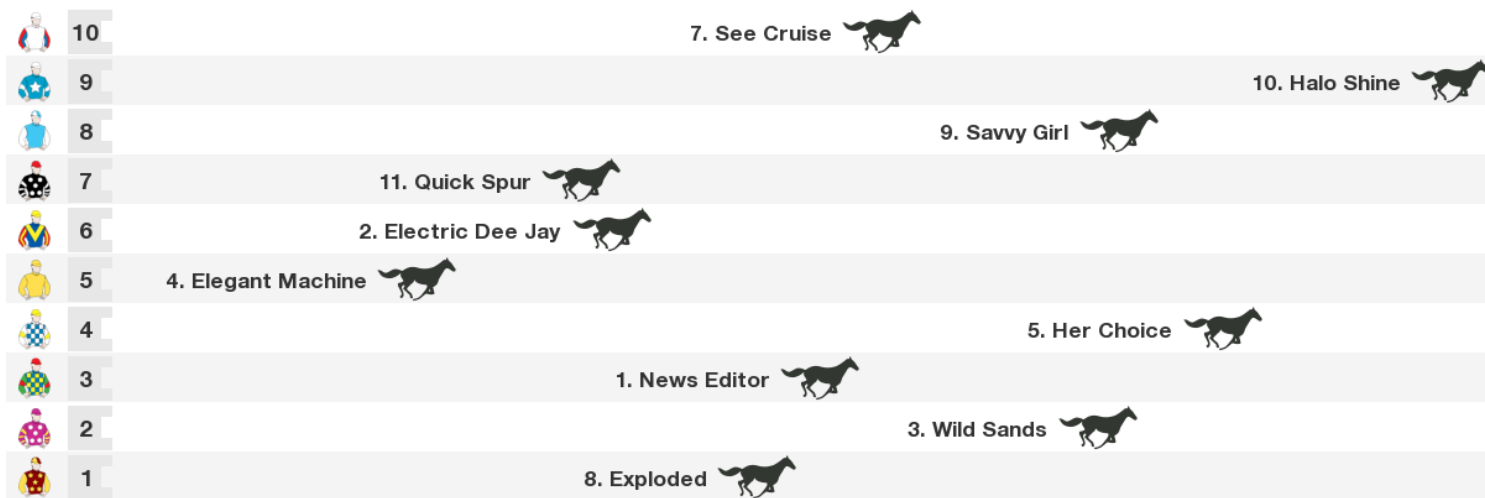 10 7. See Cruise
9 10. Halo Shine
8 9. Savvy Girl
7 11. Quick Spur
6 2. Electric Dee Jay
5 4. Elegant Machine
4 5. Her Choice
3 1. News Editor
2 3. Wild Sands
1 8. Exploded